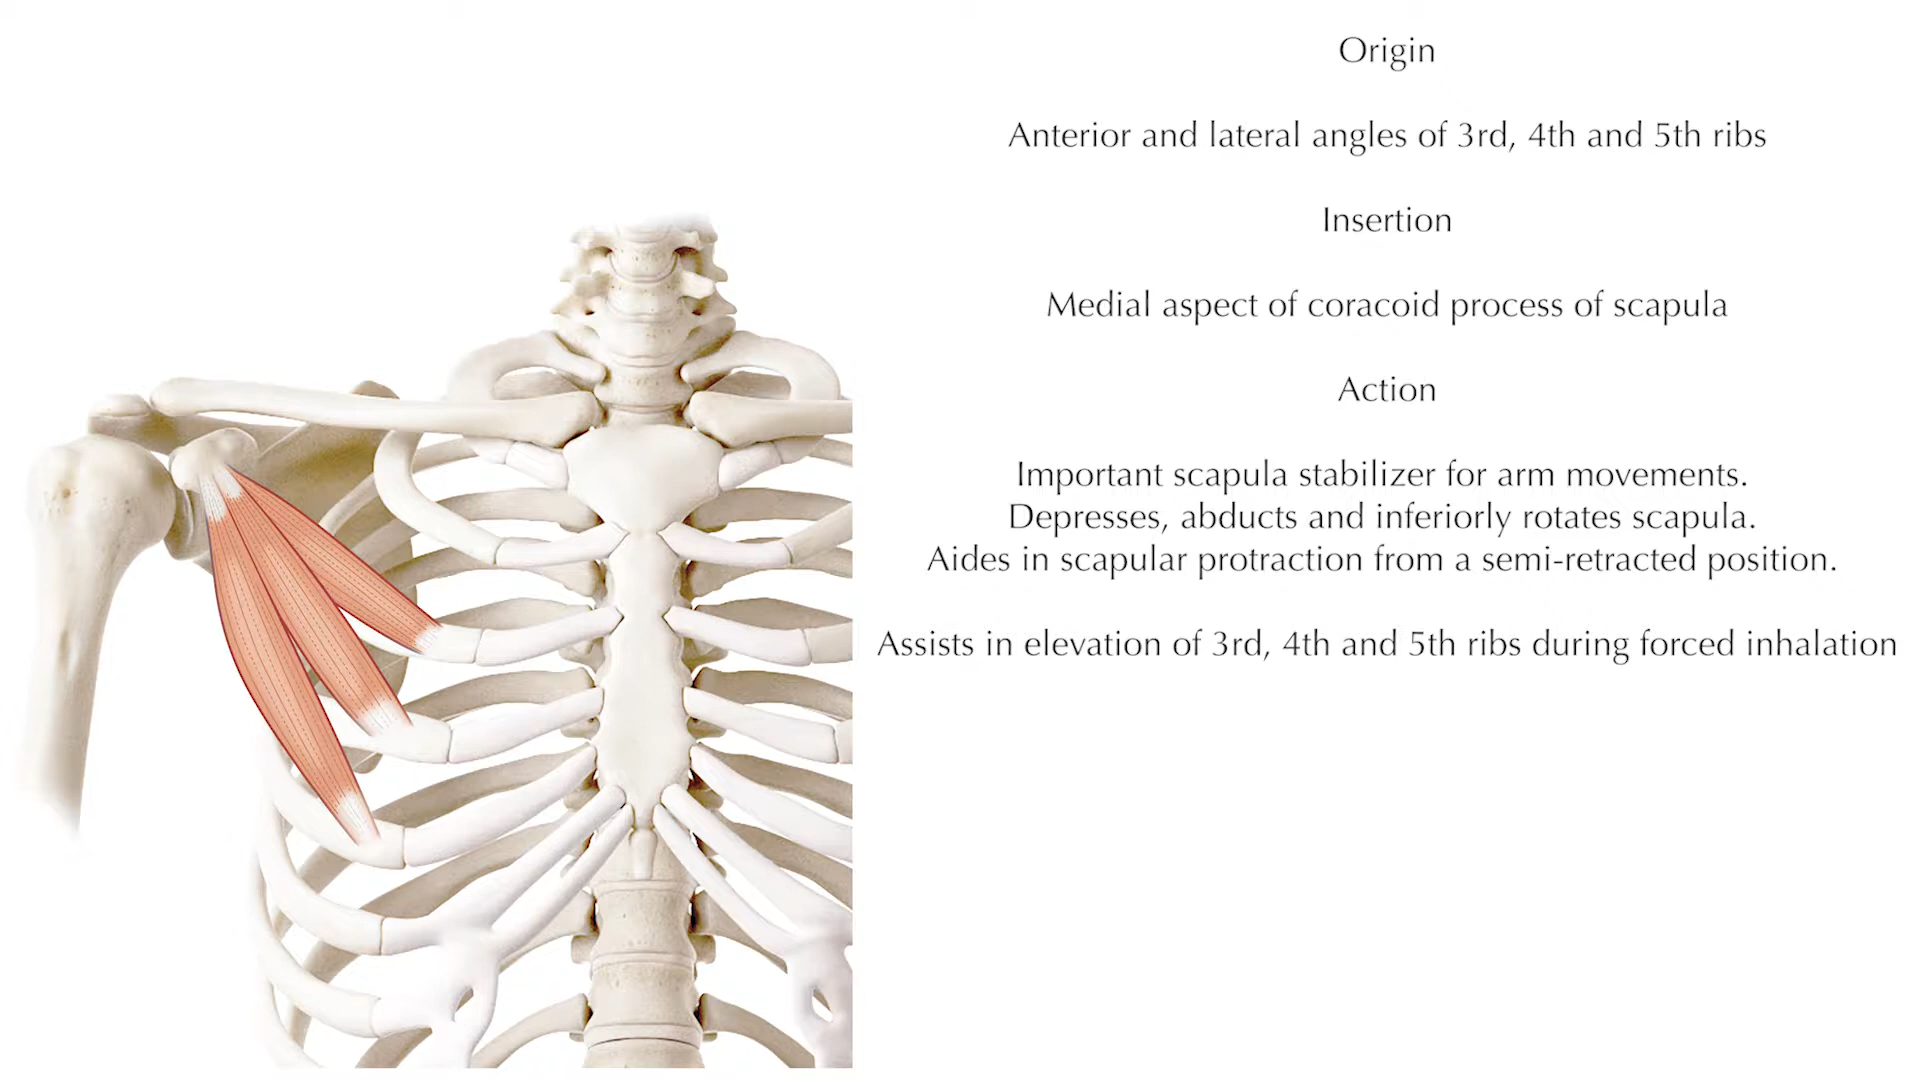 Origin
Anterior and lateral angles of 3rd, 4th and 5th ribs
Insertion
Medial aspect of coracoid process of scapula
Action
Important scapula stabilizer for arm movements.
Depresses, abducts and inferiorly rotates scapula.
Aides in scapular protraction from a semi-retracted position.
Assists in elevation of 3rd, 4th and 5th ribs during forced inhalation